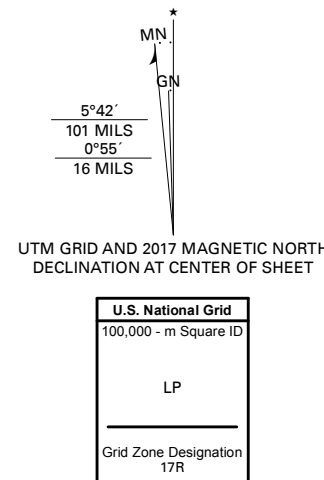 ★
MN
GN
5°42´
101 MILS
0°55´
16 MILS
UTM GRID AND 2017 MAGNETIC NORTH
DECLINATION AT CENTER OF SHEET
U.S. National Grid
100,000 - m Square ID
LP
Grid Zone Designation
17R